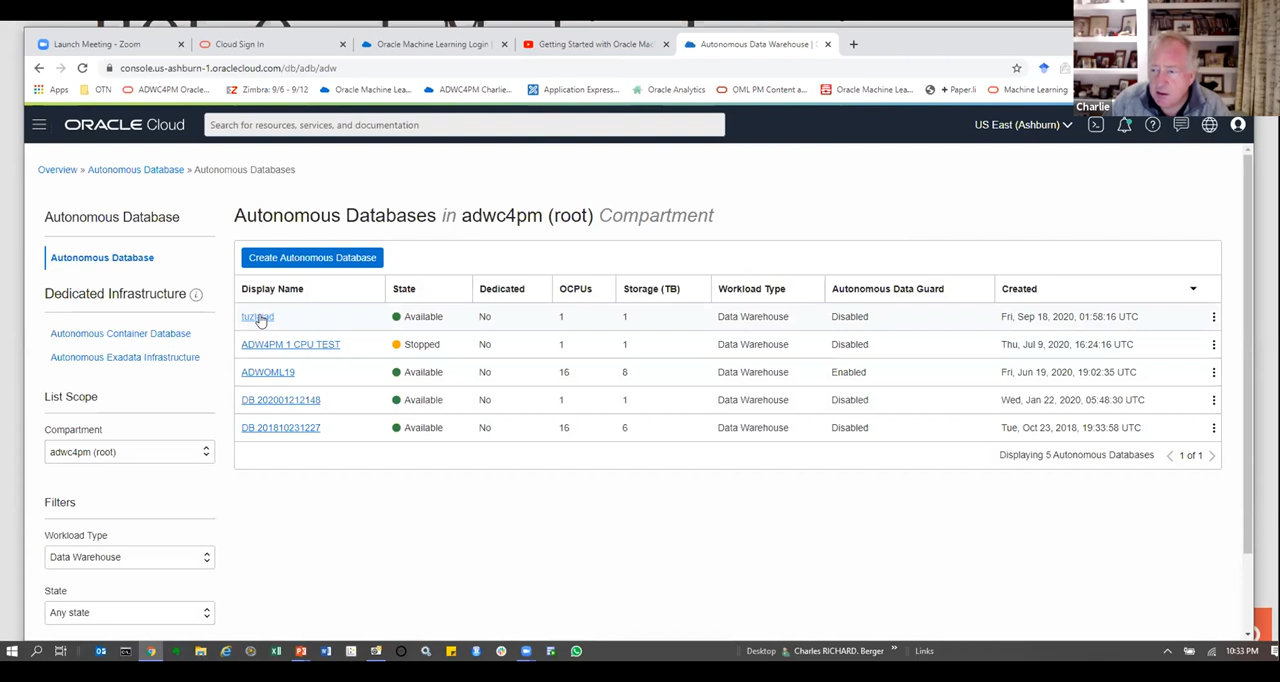 Launch Meeting - Zoom
Cloud Sign In
Oracle Machine Learning Login
Getting Started with Oracle Mac
Autonomous Data Warehouse |
console.us-ashburn-1.oraclecloud.com/db/adb/adw
Apps
OTN
ADWC4PM Oracle...
Zimbra: 9/6 - 9/12
Oracle Machine Lea...
ADWC4PM Charlie...
Application Express...
Oracle Analytics
OML PM Content a...
Oracle Machine Lea...
+ Paper.li
Machine Learning
Charlie
ORACLE Cloud
Search for resources, services, and documentation
US East (Ashburn)
Overview » Autonomous Database » Autonomous Databases
Autonomous Database
Autonomous Database
Dedicated Infrastructure
Autonomous Container Database
Autonomous Exadata Infrastructure
List Scope
Compartment
adwc4pm (root)
Filters
Workload Type
Data Warehouse
State
Any state
Autonomous Databases in adwc4pm (root) Compartment
Create Autonomous Database
Display Name State Dedicated OCPUs Storage (TB) Workload Type Autonomous Data Guard Created
Available No 1 1 Data Warehouse Disabled Fri, Sep 18, 2020, 01:58:16 UTC
ADW4PM 1 CPU TEST Stopped No 1 1 Data Warehouse Disabled Thu, Jul 9, 2020, 16:24:16 UTC
ADWOML19 Available No 16 8 Data Warehouse Enabled Fri, Jun 19, 2020, 19:02:35 UTC
DB 202001212148 Available No 1 1 Data Warehouse Disabled Wed, Jan 22, 2020, 05:48:30 UTC
DB 201810231227 Available No 16 6 Data Warehouse Disabled Tue, Oct 23, 2018, 19:33:58 UTC
Displaying 5 Autonomous Databases < 1 of 1 >
Desktop
Charles RICHARD. Berger
Links
10:33 PM